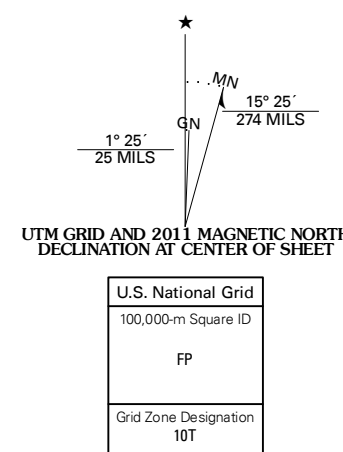 ★
MN
GN
15° 25´
274 MILS
1° 25´
25 MILS
UTM GRID AND 2011 MAGNETIC NORTH
DECLINATION AT CENTER OF SHEET
U.S. National Grid
100,000-m Square ID
FP
Grid Zone Designation
10T